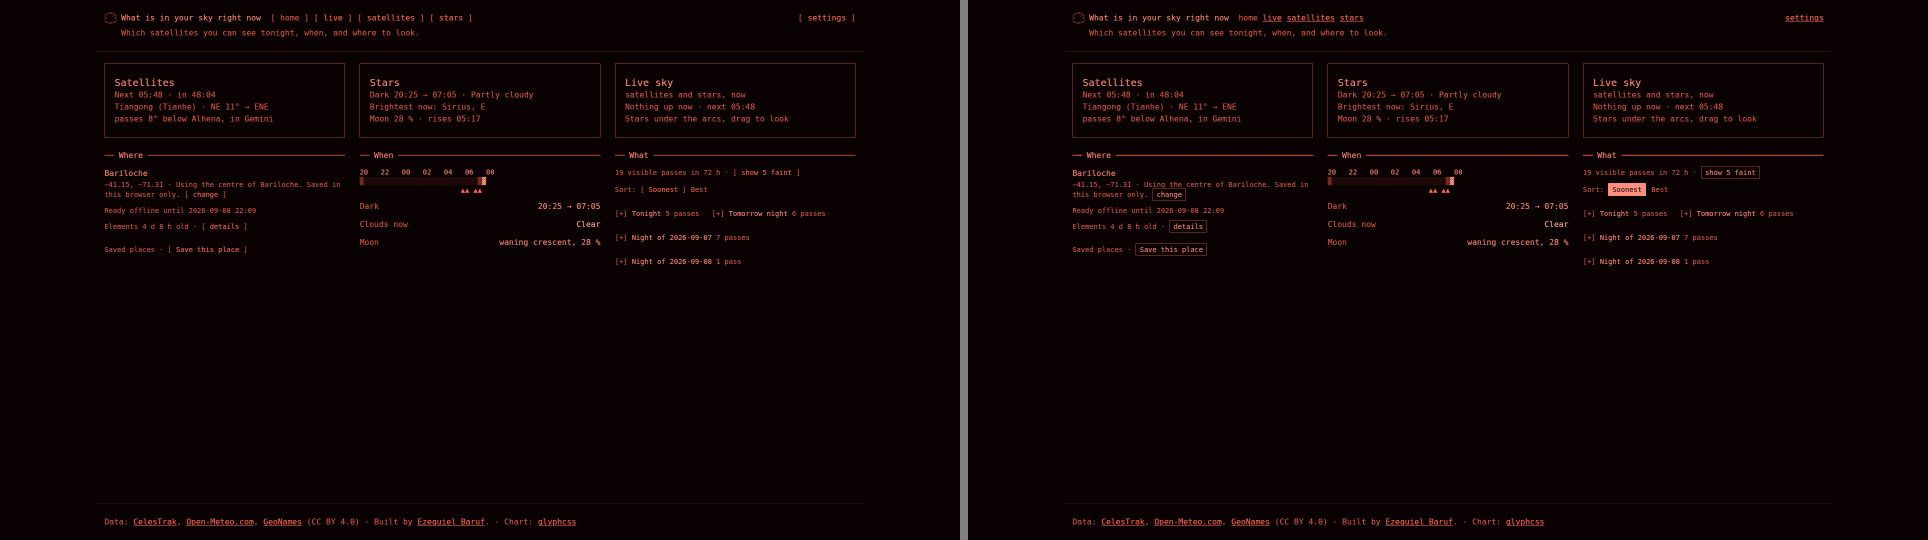 What is in your sky right now [ home ] [ live ] [ satellites ] [ stars ] [ settings ]
Which satellites you can see tonight, when, and where to look.
Satellites
Next 05:48 · in 48:04
Tiangong (Tianhe) · NE 11° → ENE
passes 8° below Alhena, in Gemini
Stars
Dark 20:25 → 07:05 · Partly cloudy
Brightest now: Sirius, E
Moon 28 % · rises 05:17
Live sky
satellites and stars, now
Nothing up now · next 05:48
Stars under the arcs, drag to look
Where
Bariloche
−41.15, −71.31 · Using the centre of Bariloche. Saved in
this browser only. [ change ]
Ready offline until 2026-09-08 22:09
Elements 4 d 8 h old · [ details ]
Saved places · [ Save this place ]
When
20 22 00 02 04 06 08
▲▲ ▲▲
Dark 20:25 → 07:05
Clouds now Clear
Moon waning crescent, 28 %
What
19 visible passes in 72 h · [ show 5 faint ]
Sort: [ Soonest ] Best
[+] Tonight 5 passes [+] Tomorrow night 6 passes
[+] Night of 2026-09-07 7 passes
[+] Night of 2026-09-08 1 pass
Data: CelesTrak, Open-Meteo.com, GeoNames (CC BY 4.0) · Built by Ezequiel Baruf. · Chart: glyphcss
What is in your sky right now home live satellites stars settings
Which satellites you can see tonight, when, and where to look.
Satellites
Next 05:48 · in 48:04
Tiangong (Tianhe) · NE 11° → ENE
passes 8° below Alhena, in Gemini
Stars
Dark 20:25 → 07:05 · Partly cloudy
Brightest now: Sirius, E
Moon 28 % · rises 05:17
Live sky
satellites and stars, now
Nothing up now · next 05:48
Stars under the arcs, drag to look
Where
Bariloche
−41.15, −71.31 · Using the centre of Bariloche. Saved in
this browser only. change
Ready offline until 2026-09-08 22:09
Elements 4 d 8 h old · details
Saved places · Save this place
When
20 22 00 02 04 06 08
▲▲ ▲▲
Dark 20:25 → 07:05
Clouds now Clear
Moon waning crescent, 28 %
What
19 visible passes in 72 h · show 5 faint
Sort: Soonest Best
[+] Tonight 5 passes [+] Tomorrow night 6 passes
[+] Night of 2026-09-07 7 passes
[+] Night of 2026-09-08 1 pass
Data: CelesTrak, Open-Meteo.com, GeoNames (CC BY 4.0) · Built by Ezequiel Baruf. · Chart: glyphcss